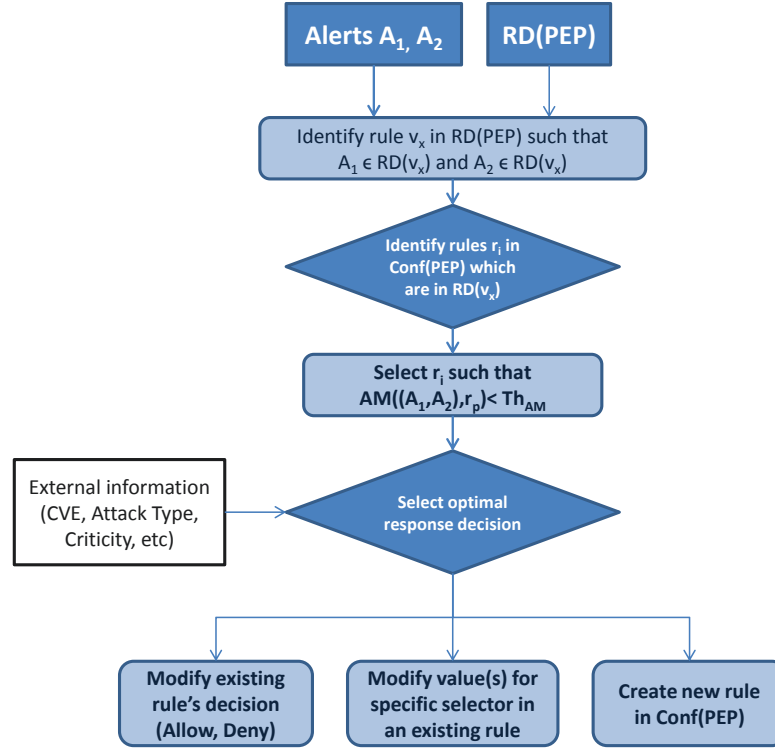 Alerts A₁, A₂
RD(PEP)
Identify rule vₓ in RD(PEP) such that
A₁ ϵ RD(vₓ) and A₂ ϵ RD(vₓ)
Identify rules rᵢ in
Conf(PEP) which
are in RD(vₓ)
Select rᵢ such that
AM((A₁,A₂),rₚ)< Th_AM
External information
(CVE, Attack Type,
Criticity, etc)
Select optimal
response decision
Modify existing
rule's decision
(Allow, Deny)
Modify value(s) for
specific selector in
an existing rule
Create new rule
in Conf(PEP)